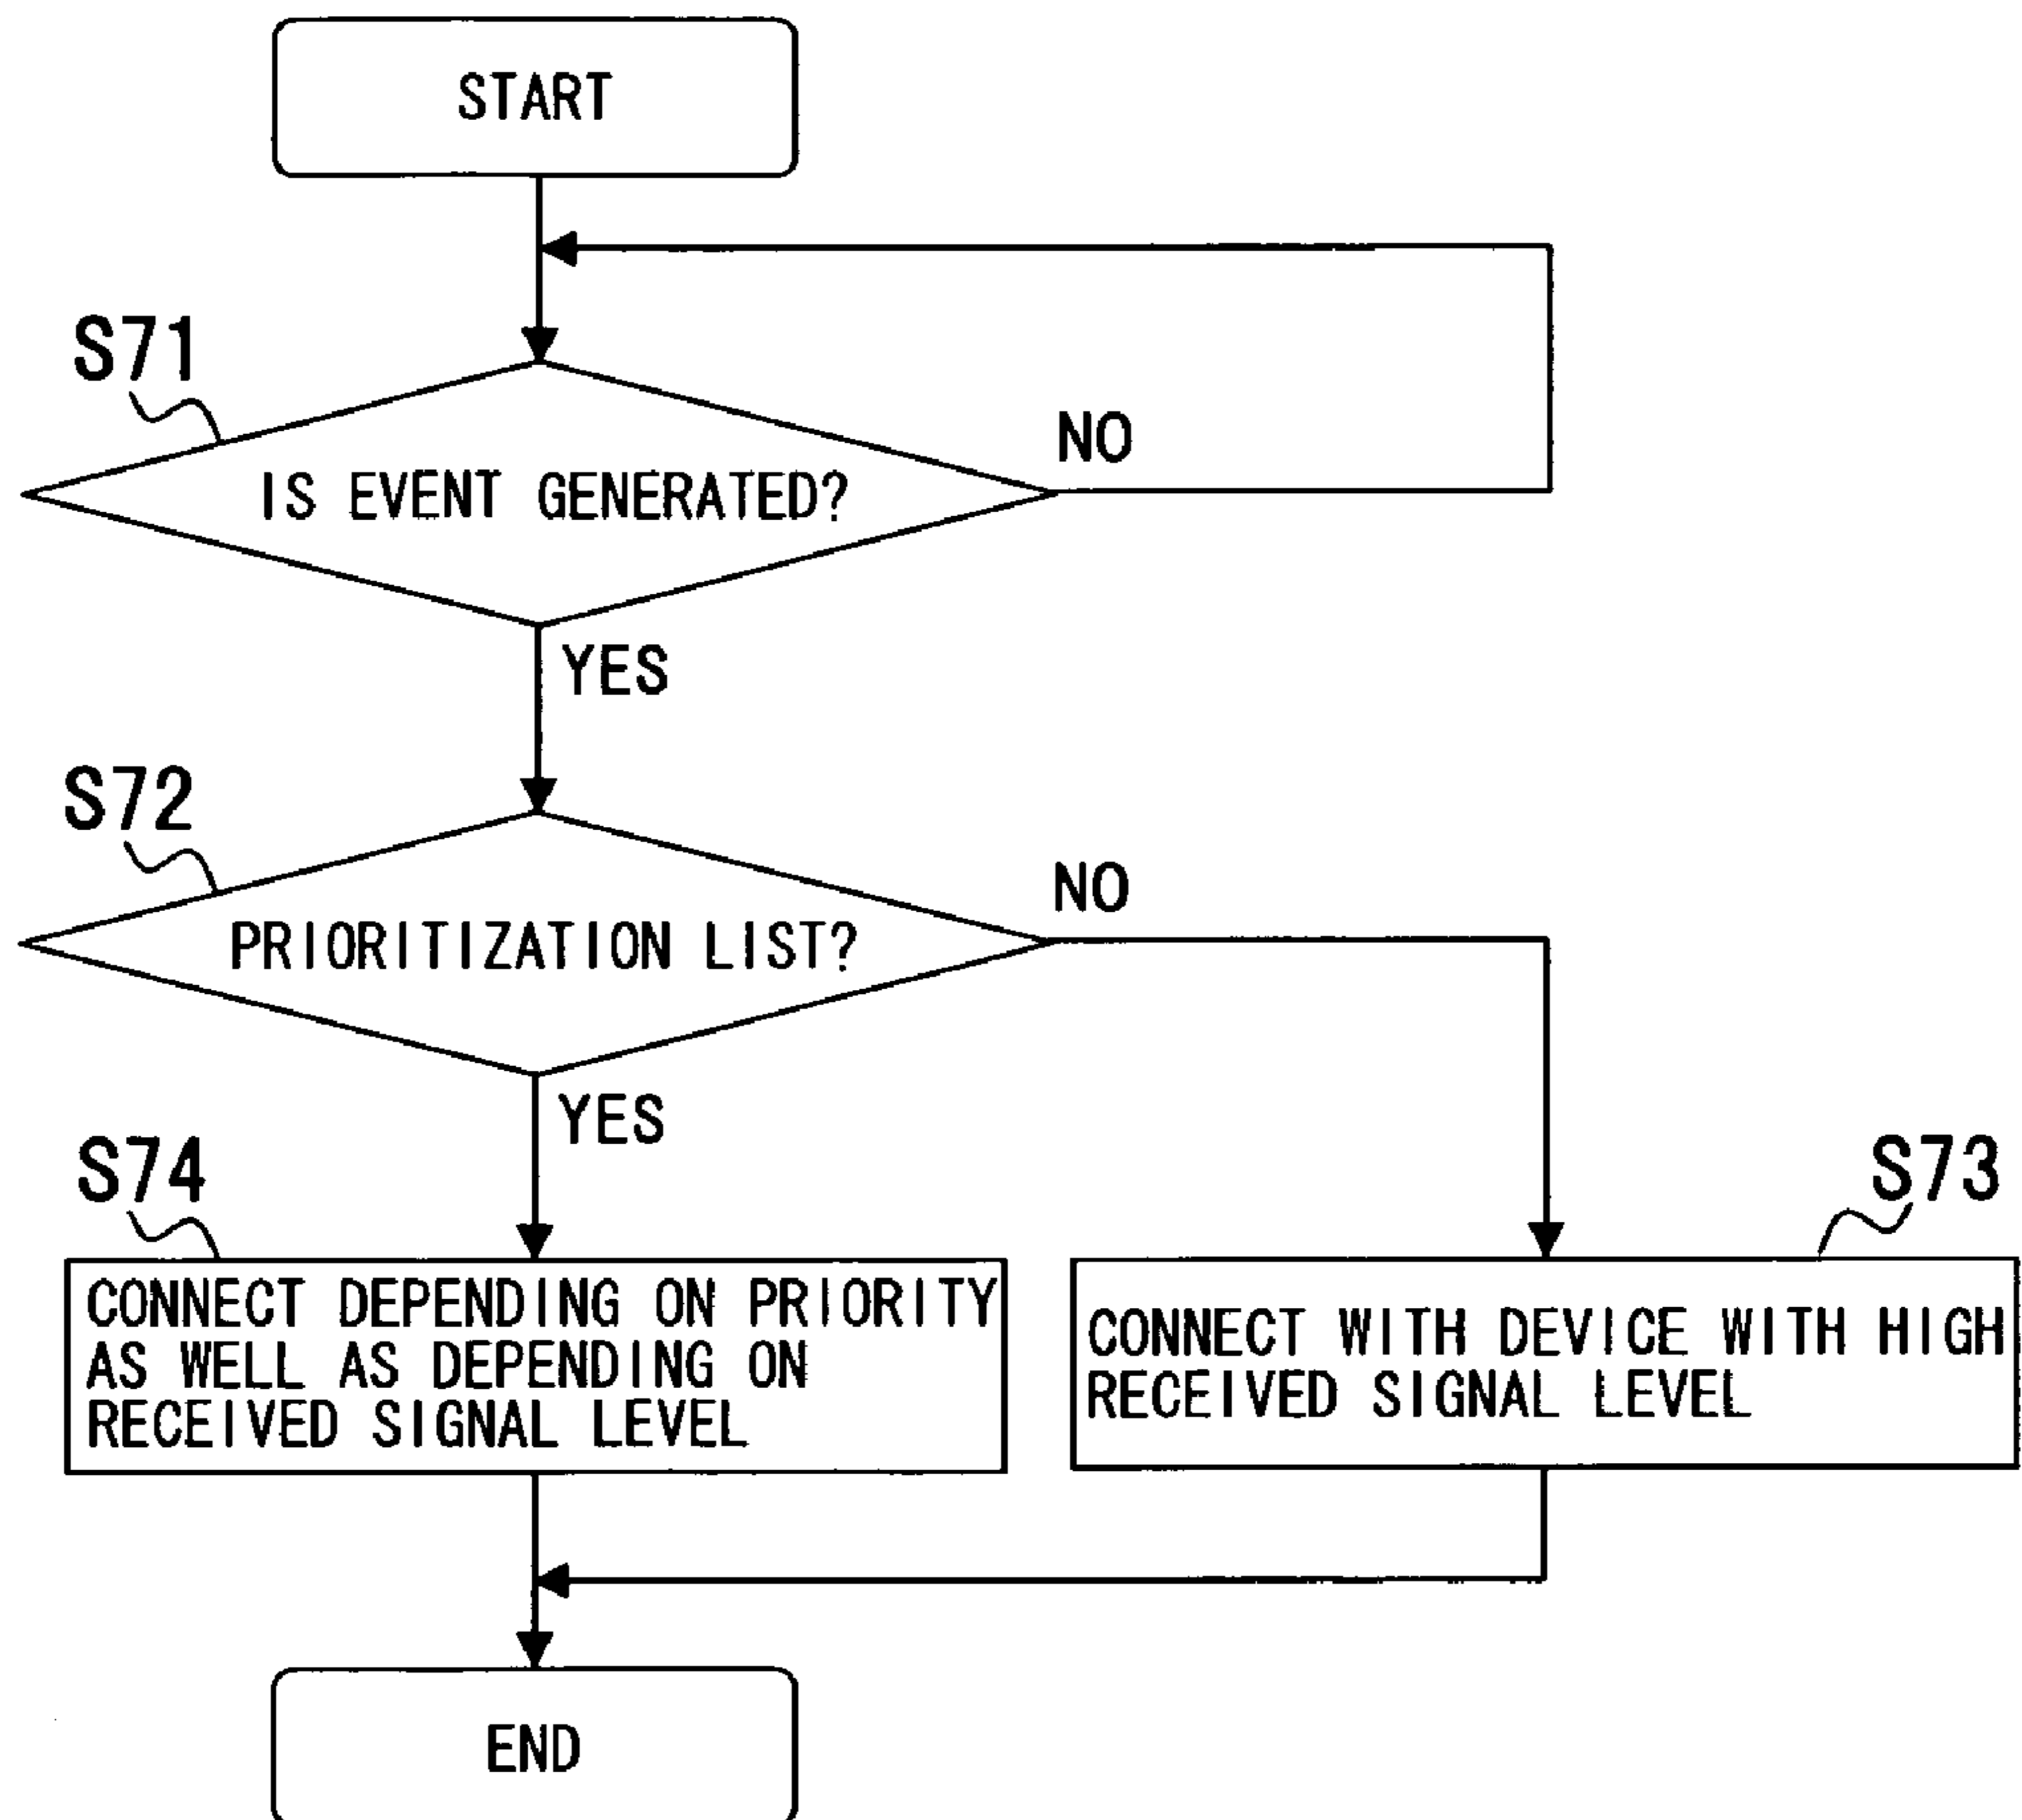 START
S71
NO
IS EVENT GENERATED?
YES
S72
NO
PRIORITIZATION LIST?
YES
S74
S73
CONNECT DEPENDING ON PRIORITY
AS WELL AS DEPENDING ON
RECEIVED SIGNAL LEVEL
CONNECT WITH DEVICE WITH HIGH
RECEIVED SIGNAL LEVEL
END